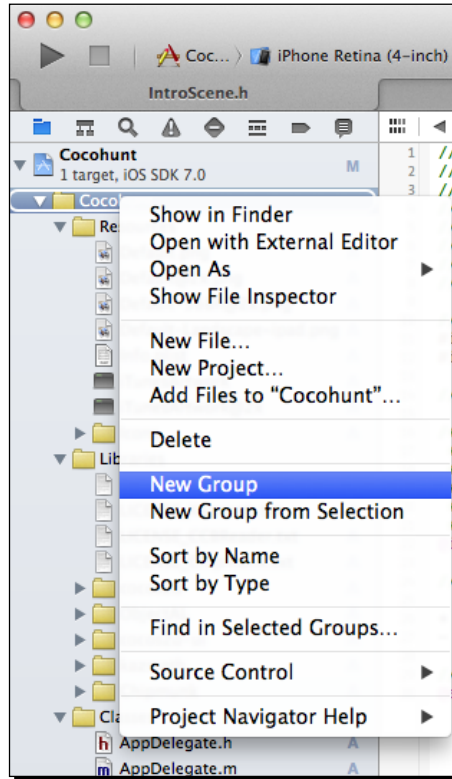 Coc... 〉 iPhone Retina (4-inch)
IntroScene.h
Cocohunt
1 target, iOS SDK 7.0
M
1 //
2 //
3 //
Show in Finder
Open with External Editor
Open As
Show File Inspector
New File...
New Project...
Add Files to “Cocohunt”...
Delete
New Group
New Group from Selection
Sort by Name
Sort by Type
Find in Selected Groups...
Source Control
Project Navigator Help
AppDelegate.h A
AppDelegate.m A